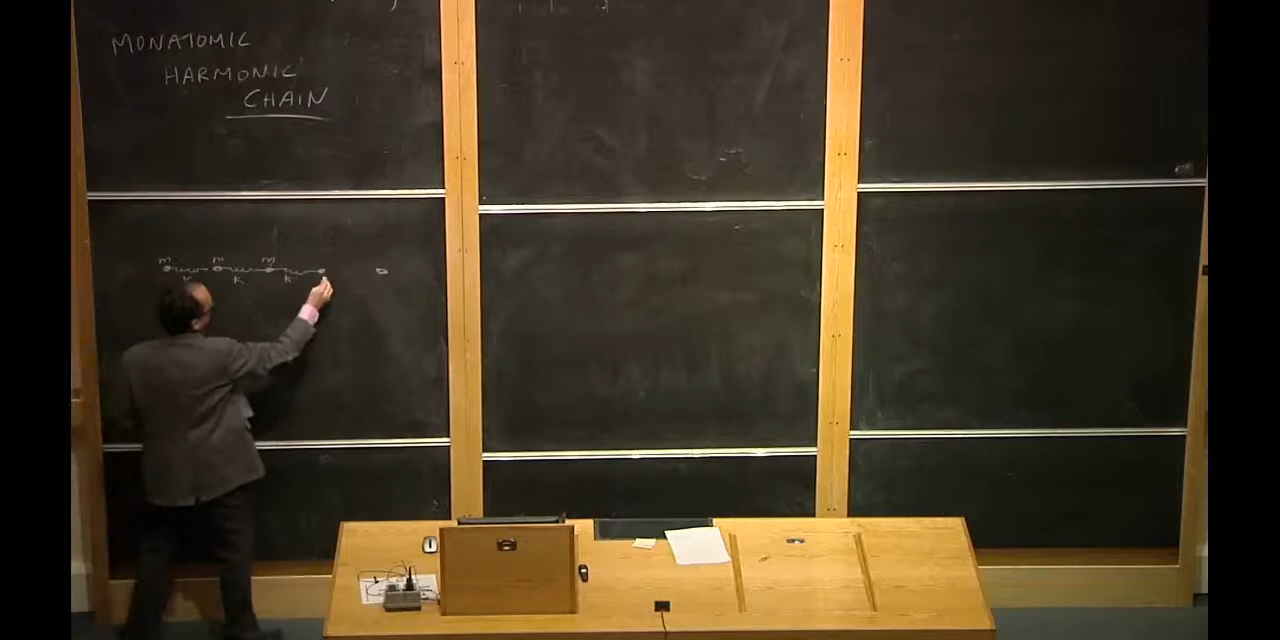 MONATOMIC
HARMONIC
CHAIN
m m m
K K K